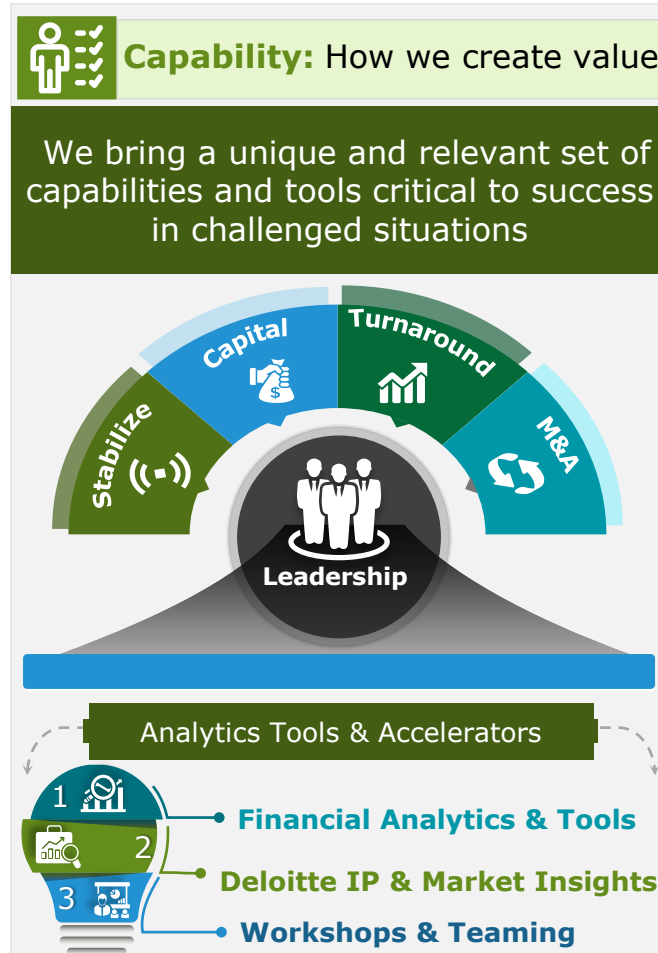 Capability: How we create value
We bring a unique and relevant set of
capabilities and tools critical to success
in challenged situations
Stabilize
Capital
$
Turnaround
M&A
Leadership
Analytics Tools & Accelerators
1
Financial Analytics & Tools
2
Deloitte IP & Market Insights
3
Workshops & Teaming